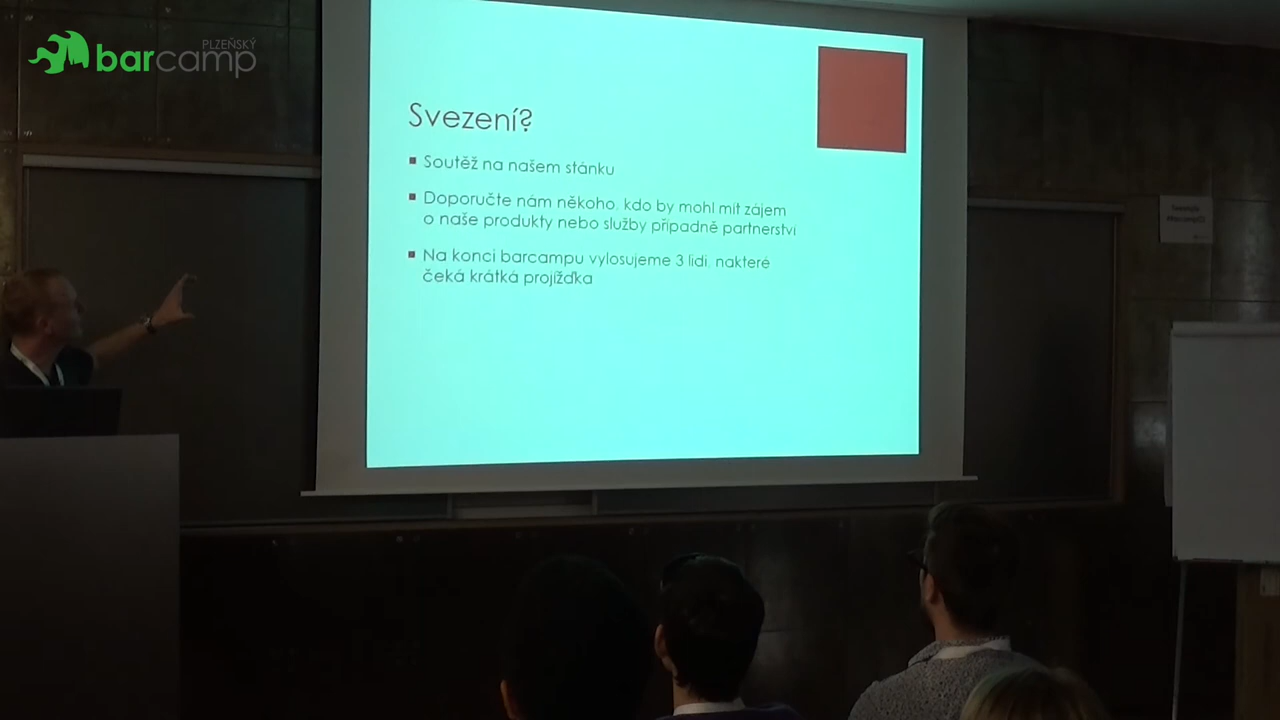 PLZEŇSKÝ
barcamp
Svezení?
Soutěž na našem stánku
Doporučte nám někoho, kdo by mohl mít zájem
o naše produkty nebo služby případně partnerství
Na konci barcampu vylosujeme 3 lidi, nakteré
čeká krátká projížďka